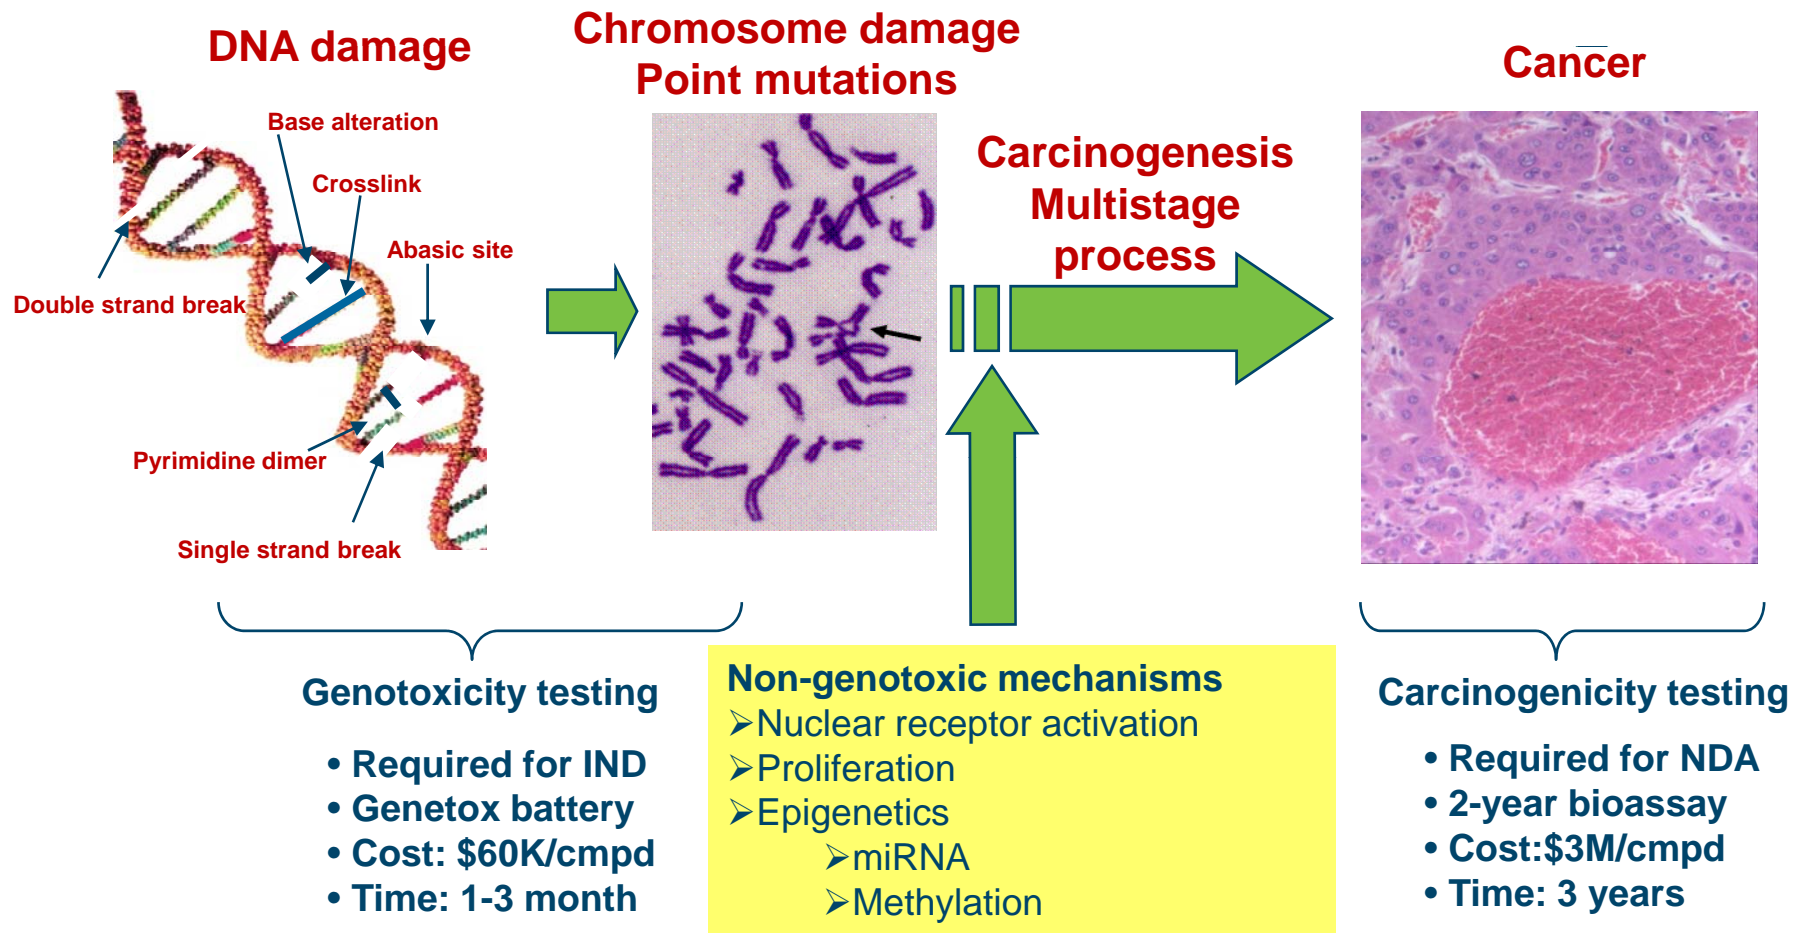 DNA damage
Base alteration
Crosslink
Abasic site
Double strand break
Pyrimidine dimer
Single strand break
Chromosome damage
Point mutations
Carcinogenesis
Multistage
process
Cancer
Genotoxicity testing
• Required for IND
• Genetox battery
• Cost: $60K/cmpd
• Time: 1-3 month
Non-genotoxic mechanisms
➢Nuclear receptor activation
➢Proliferation
➢Epigenetics
➢miRNA
➢Methylation
Carcinogenicity testing
• Required for NDA
• 2-year bioassay
• Cost:$3M/cmpd
• Time: 3 years